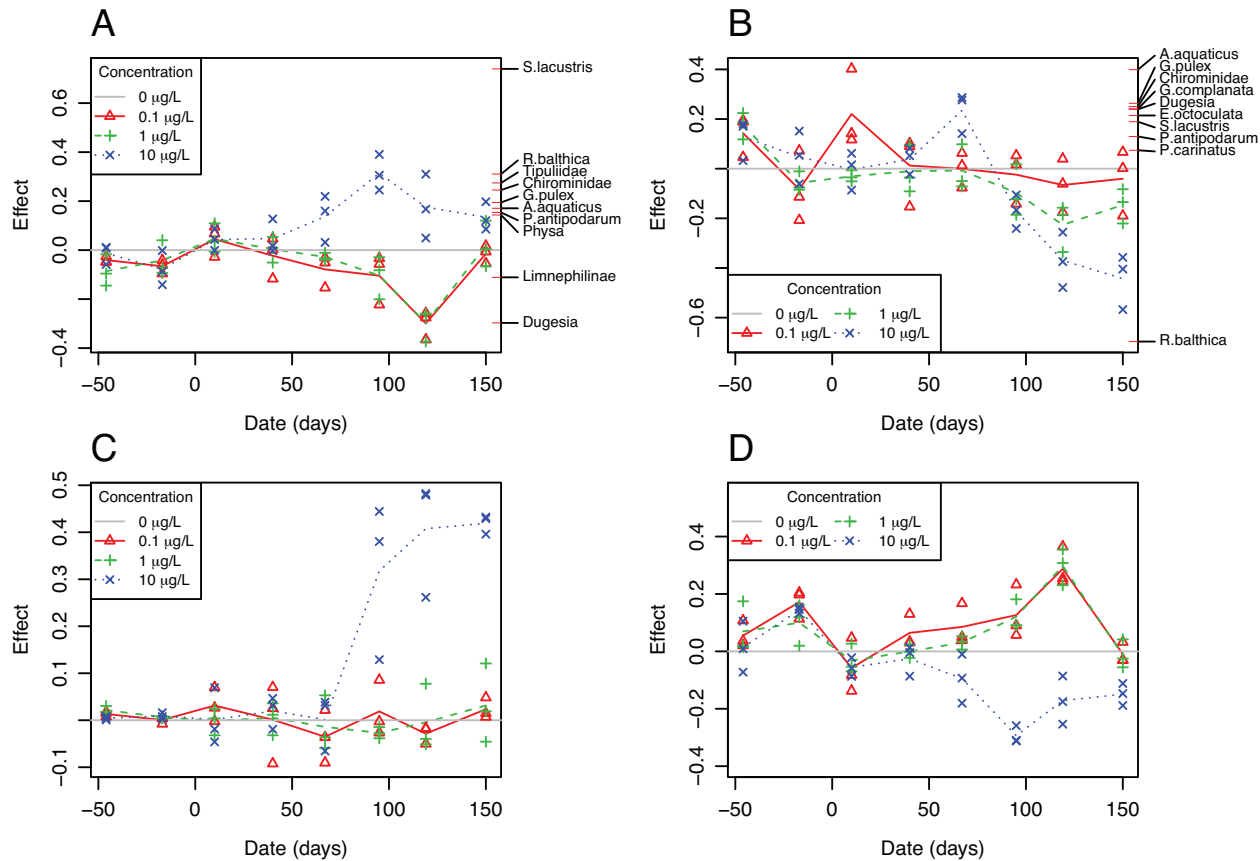 A
Concentration
0 µg/L
0.1 µg/L
1 µg/L
10 µg/L
Effect
0.6
0.4
0.2
0.0
−0.4
−50 0 50 100 150
Date (days)
S.lacustris
R.balthica
Tipuliidae
Chirominidae
G.pulex
A.aquaticus
P.antipodarum
Physa
Limnephilinae
Dugesia
B
Effect
0.4
0.2
−0.2
−0.6
Concentration
0 µg/L 1 µg/L
0.1 µg/L 10 µg/L
−50 0 50 100 150
Date (days)
A.aquaticus
G.pulex
Chirominidae
G.complanata
Dugesia
E.octoculata
S.lacustris
P.antipodarum
P.carinatus
R.balthica
C
Concentration
0 µg/L
0.1 µg/L
1 µg/L
10 µg/L
Effect
0.5
0.4
0.3
0.2
0.1
−0.1
−50 0 50 100 150
Date (days)
D
Concentration
0 µg/L 1 µg/L
0.1 µg/L 10 µg/L
Effect
0.4
0.2
0.0
−0.2
−0.4
−50 0 50 100 150
Date (days)